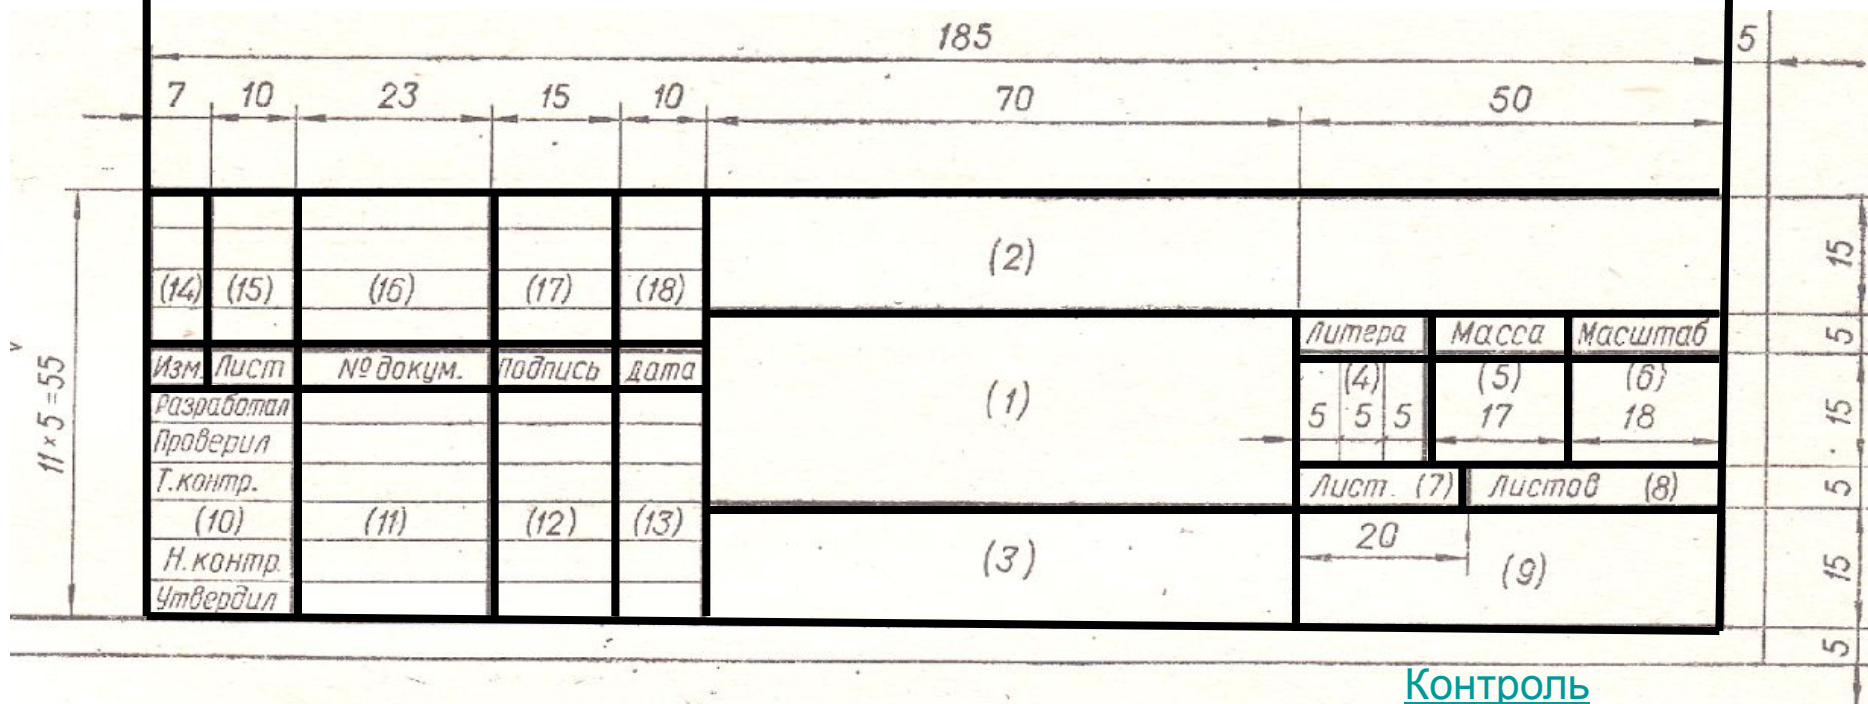 185 5
7 10 23 15 10 70 50
(2) 15
(14) (15) (16) (17) (18)
Литера Масса Масштаб 5
Изм. Лист № докум. Подпись дата
(1) (4) (5) (6)
Разработал
5 5 5 17 18 15
11×5=55
Проверил
Т.контр. Лист. (7) Листов (8) 5
(10) (11) (12) (13)
20
(3) (9) 15
Н.контр.
Утвердил
5
Контроль